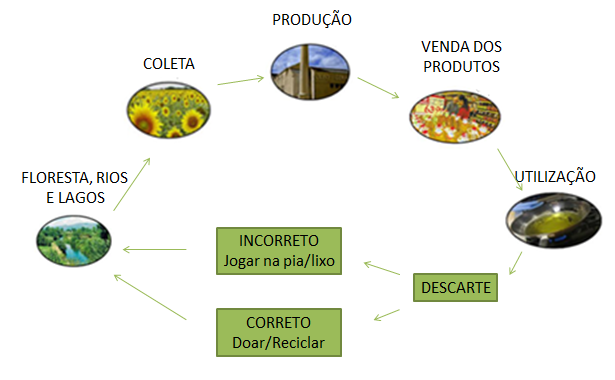 PRODUÇÃO
VENDA DOS
PRODUTOS
COLETA
UTILIZAÇÃO
FLORESTA, RIOS
E LAGOS
INCORRETO
Jogar na pia/lixo
DESCARTE
CORRETO
Doar/Reciclar